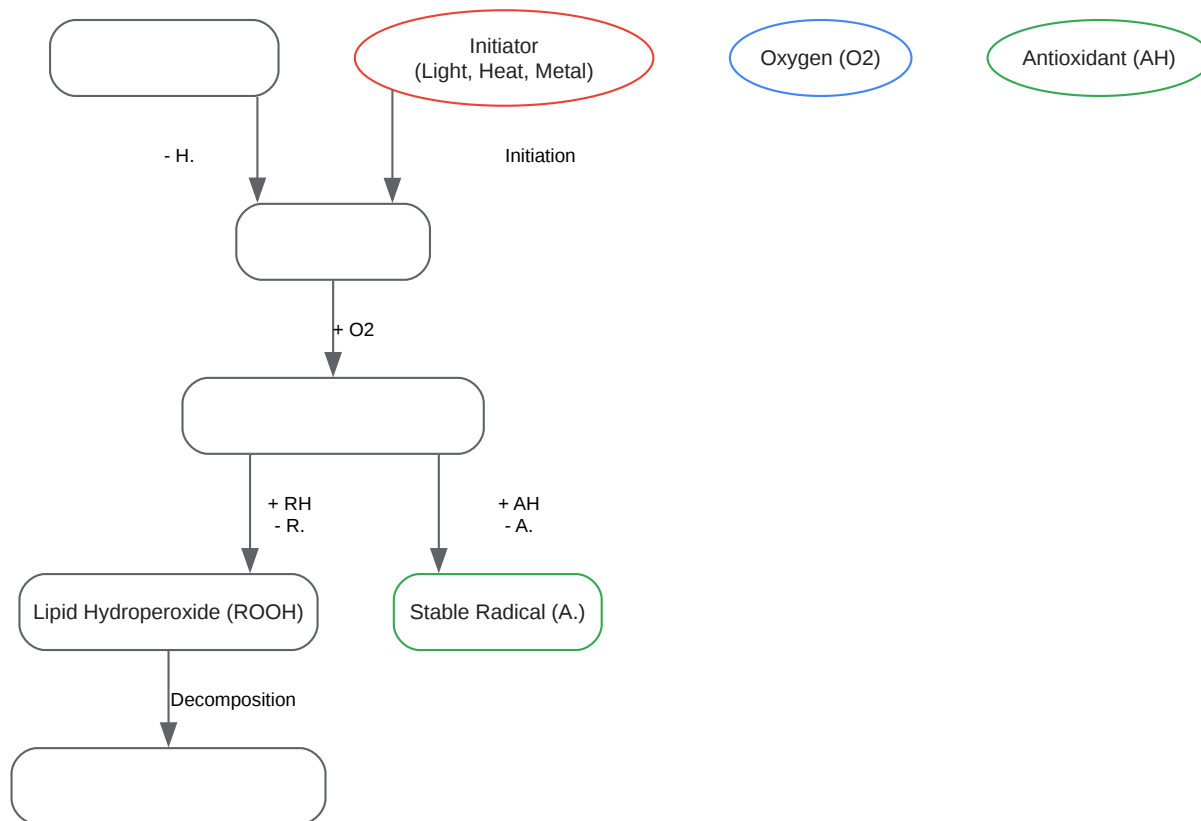 Initiator
(Light, Heat, Metal)
Oxygen (O2)
Antioxidant (AH)
- H.
Initiation
+ O2
+ RH
- R.
+ AH
- A.
Lipid Hydroperoxide (ROOH)
Stable Radical (A.)
Decomposition